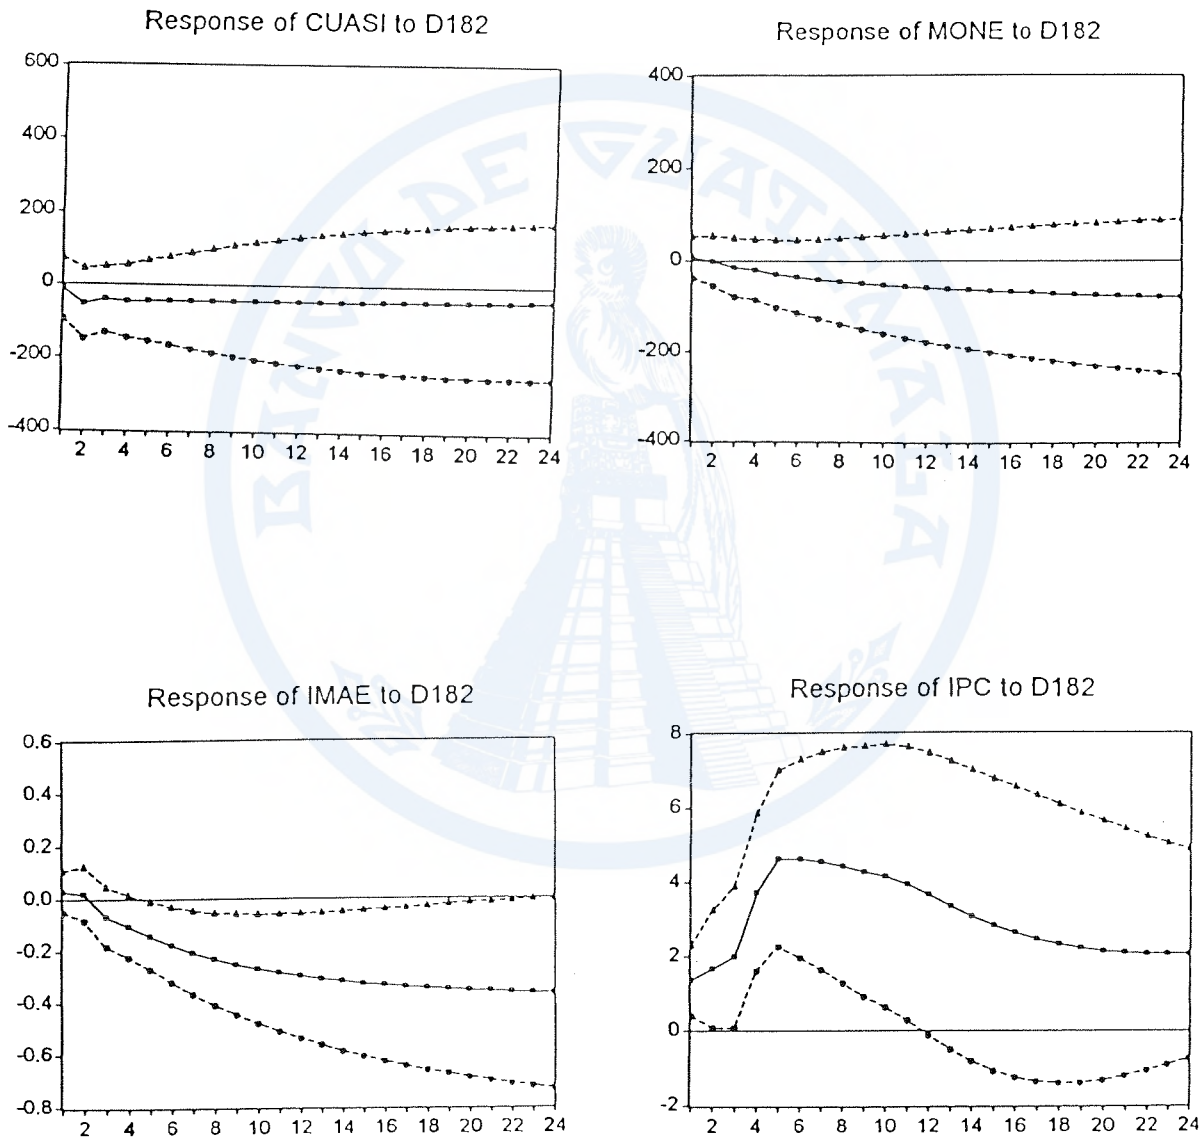 Response of CUASI to D182
600
400
200
0
-200
-400
2 4 6 8 10 12 14 16 18 20 22 24
Response of MONE to D182
400
200
0
-200
-400
2 4 6 8 10 12 14 16 18 20 22 24
BANCO DE GUATEMALA
Response of IMAE to D182
0.6
0.4
0.2
0.0
-0.2
-0.4
-0.6
-0.8
2 4 6 8 10 12 14 16 18 20 22 24
Response of IPC to D182
8
6
4
2
0
-2
2 4 6 8 10 12 14 16 18 20 22 24